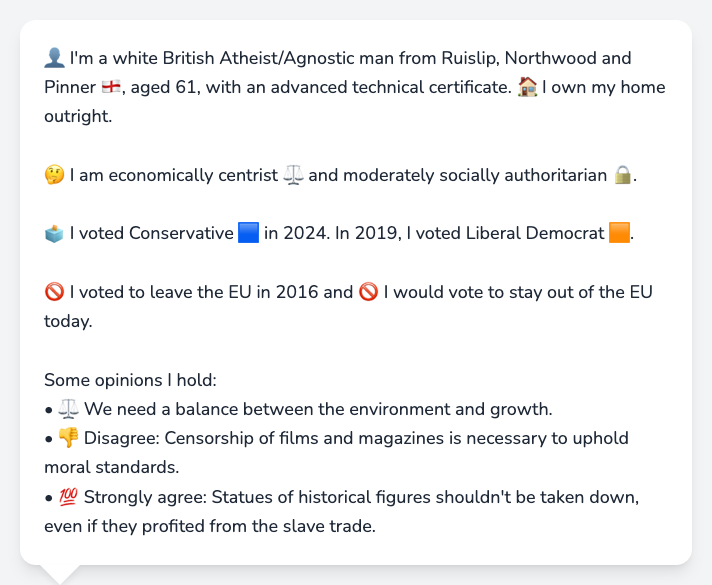 👤 I'm a white British Atheist/Agnostic man from Ruislip, Northwood and
Pinner 🏴󠁧󠁢󠁥󠁮󠁧󠁿, aged 61, with an advanced technical certificate. 🏠 I own my home
outright.
🤔 I am economically centrist ⚖️ and moderately socially authoritarian 🔒.
🗳️ I voted Conservative 🟦 in 2024. In 2019, I voted Liberal Democrat 🟧.
🚫 I voted to leave the EU in 2016 and 🚫 I would vote to stay out of the EU
today.
Some opinions I hold:
• ⚖️ We need a balance between the environment and growth.
• 👎 Disagree: Censorship of films and magazines is necessary to uphold
moral standards.
• 💯 Strongly agree: Statues of historical figures shouldn't be taken down,
even if they profited from the slave trade.